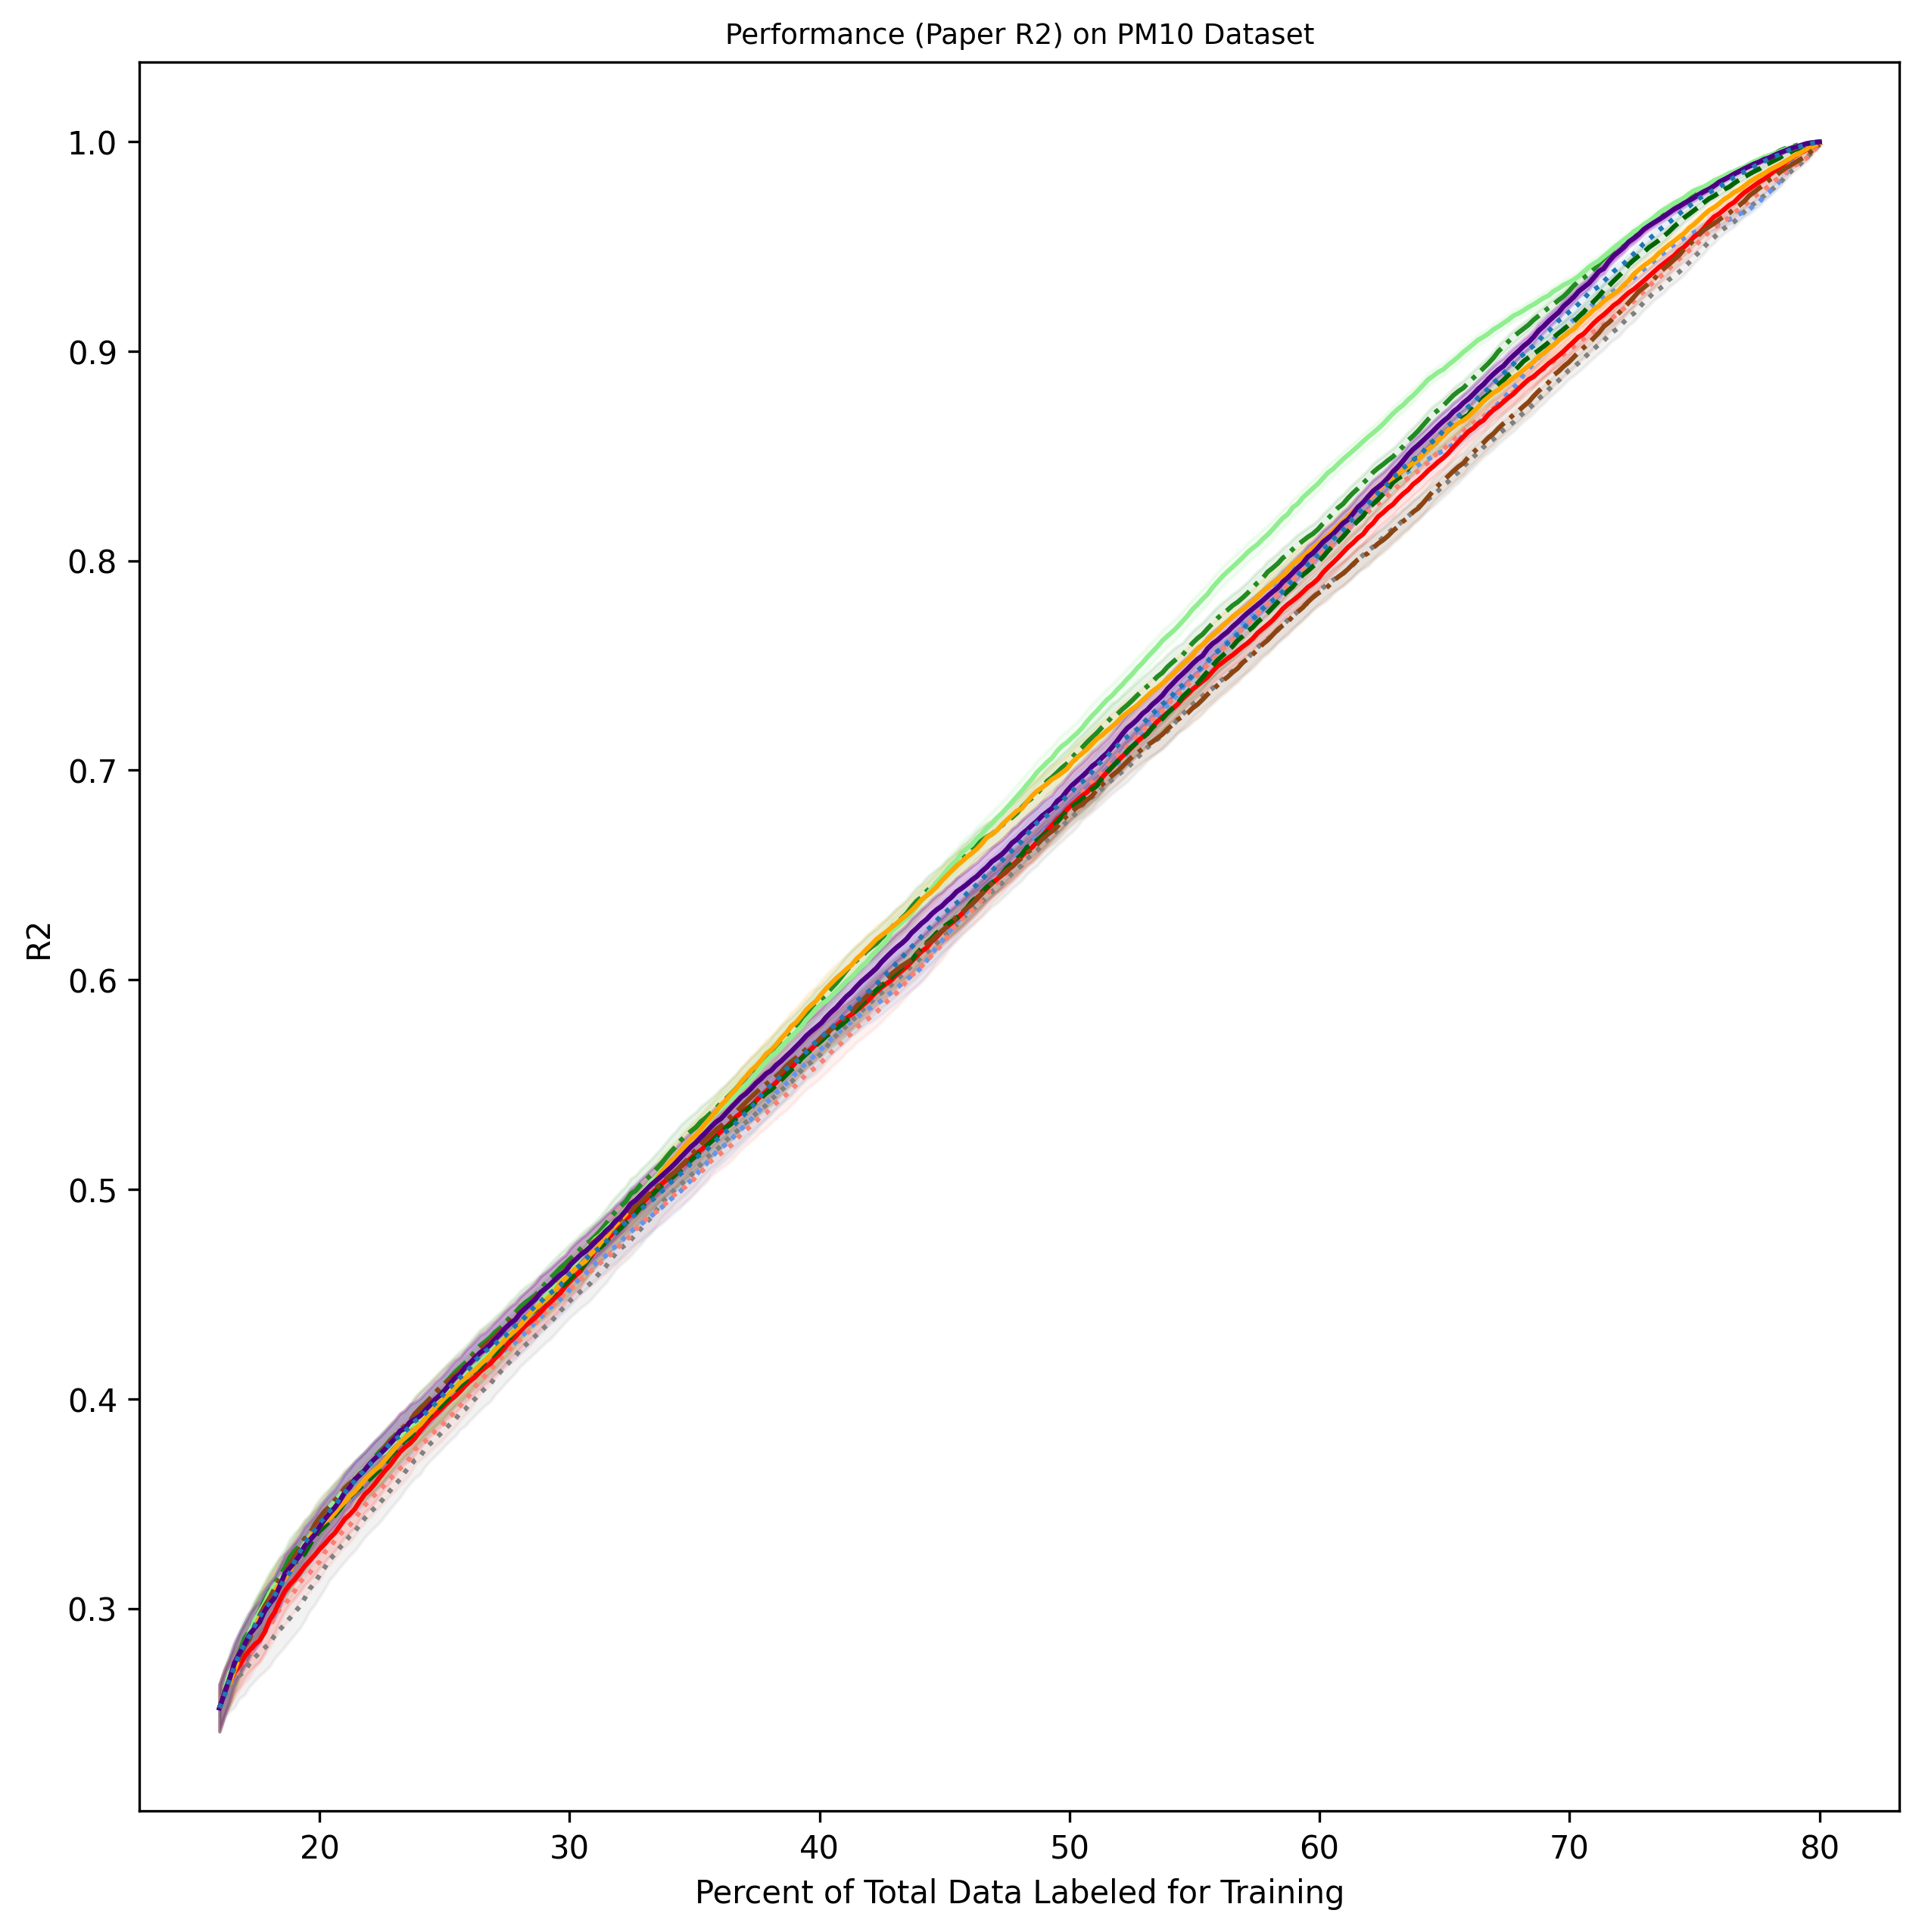 Performance (Paper R2) on PM10 Dataset
1.0
0.9
0.8
0.7
0.6
0.5
0.4
0.3
R2
20 30 40 50 60 70 80
Percent of Total Data Labeled for Training